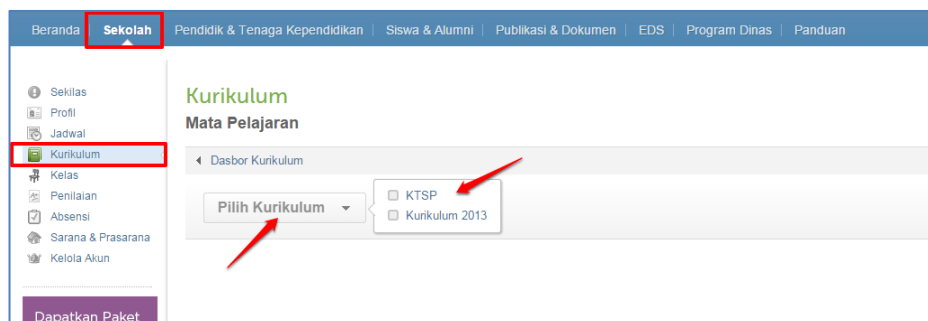 Beranda | Sekolah Pendidik & Tenaga Kependidikan | Siswa & Alumni | Publikasi & Dokumen | EDS | Program Dinas | Panduan
Sekilas
Profil
Jadwal
Kurikulum
Kelas
Penilaian
Absensi
Sarana & Prasarana
Kelola Akun
Dapatkan Paket
Kurikulum
Mata Pelajaran
Dasbor Kurikulum
Pilih Kurikulum
KTSP
Kurikulum 2013